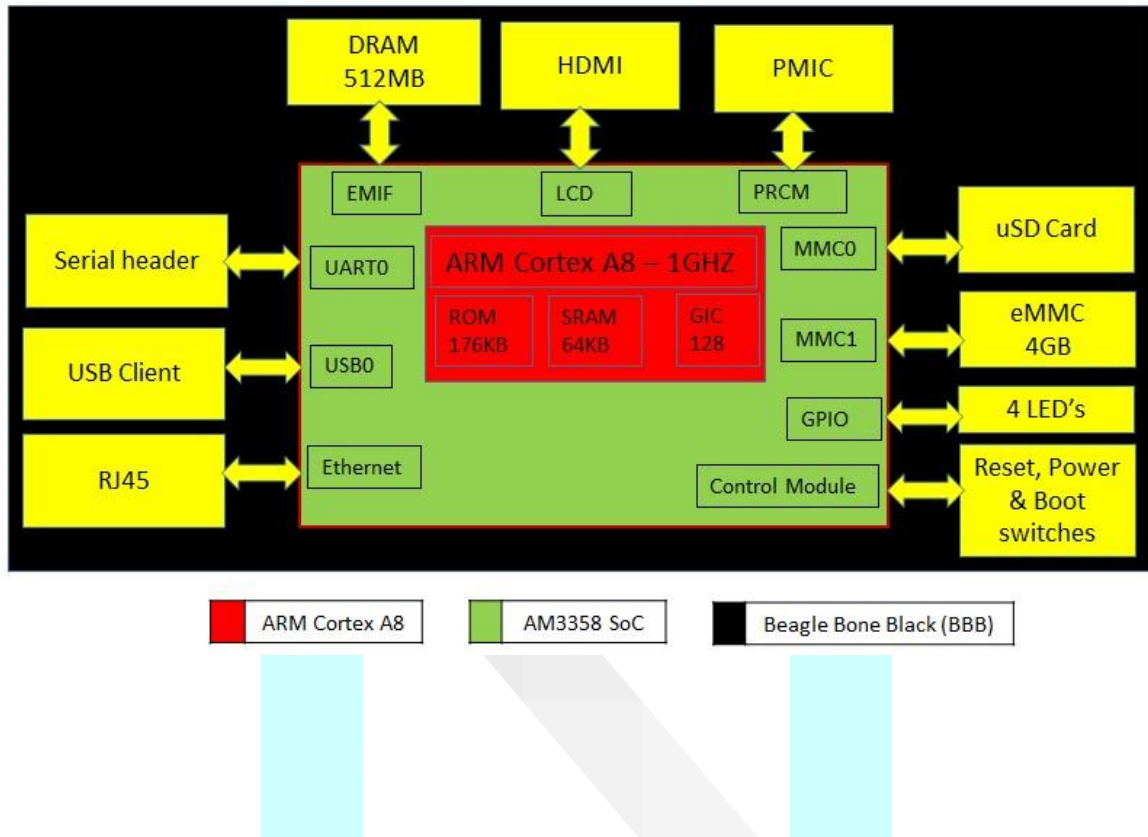 DRAM
512MB
HDMI
PMIC
EMIF
LCD
PRCM
Serial header
UART0
ARM Cortex A8 – 1GHZ
MMC0
uSD Card
ROM
176KB
SRAM
64KB
GIC
128
USB Client
USB0
MMC1
eMMC
4GB
GPIO
4 LED's
RJ45
Ethernet
Control Module
Reset, Power
& Boot
switches
ARM Cortex A8
AM3358 SoC
Beagle Bone Black (BBB)